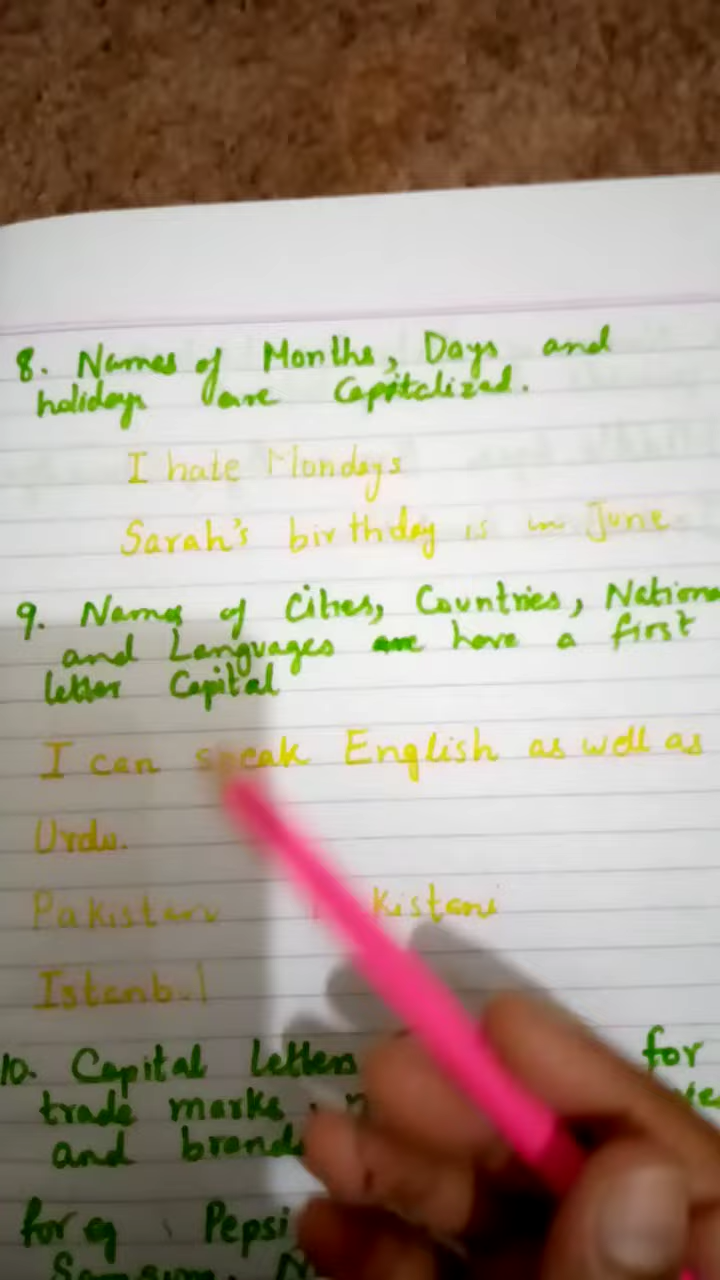 8. Names of Months, Days and
holidays are Capitalized.
I hate Mondays
Sarah's birthday is in June
9. Names of Cities, Countries, Nationa
and Languages are have a first
letter Capital
I can speak English as well as
Urdu.
Pakistan kistani
Istanbul
10. Capital Letters for
trade marks
and brands
for eg Pepsi